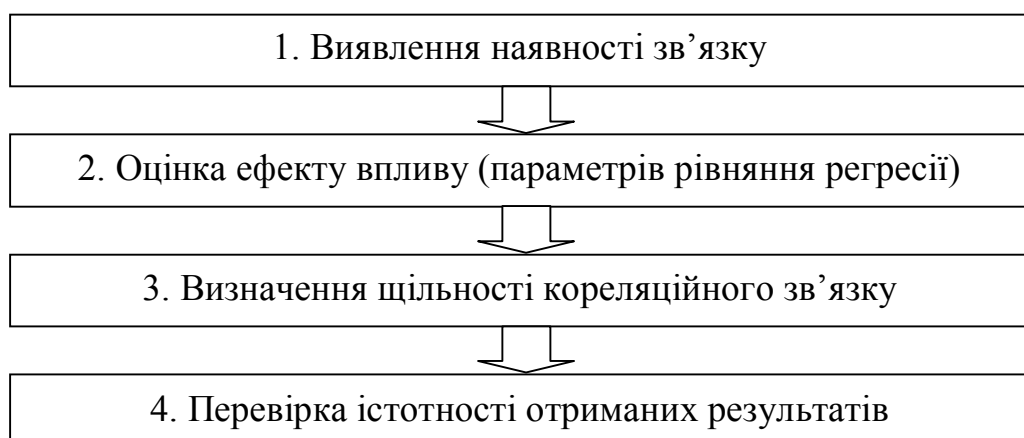 1. Виявлення наявності зв’язку
2. Оцінка ефекту впливу (параметрів рівняння регресії)
3. Визначення щільності кореляційного зв’язку
4. Перевірка істотності отриманих результатів